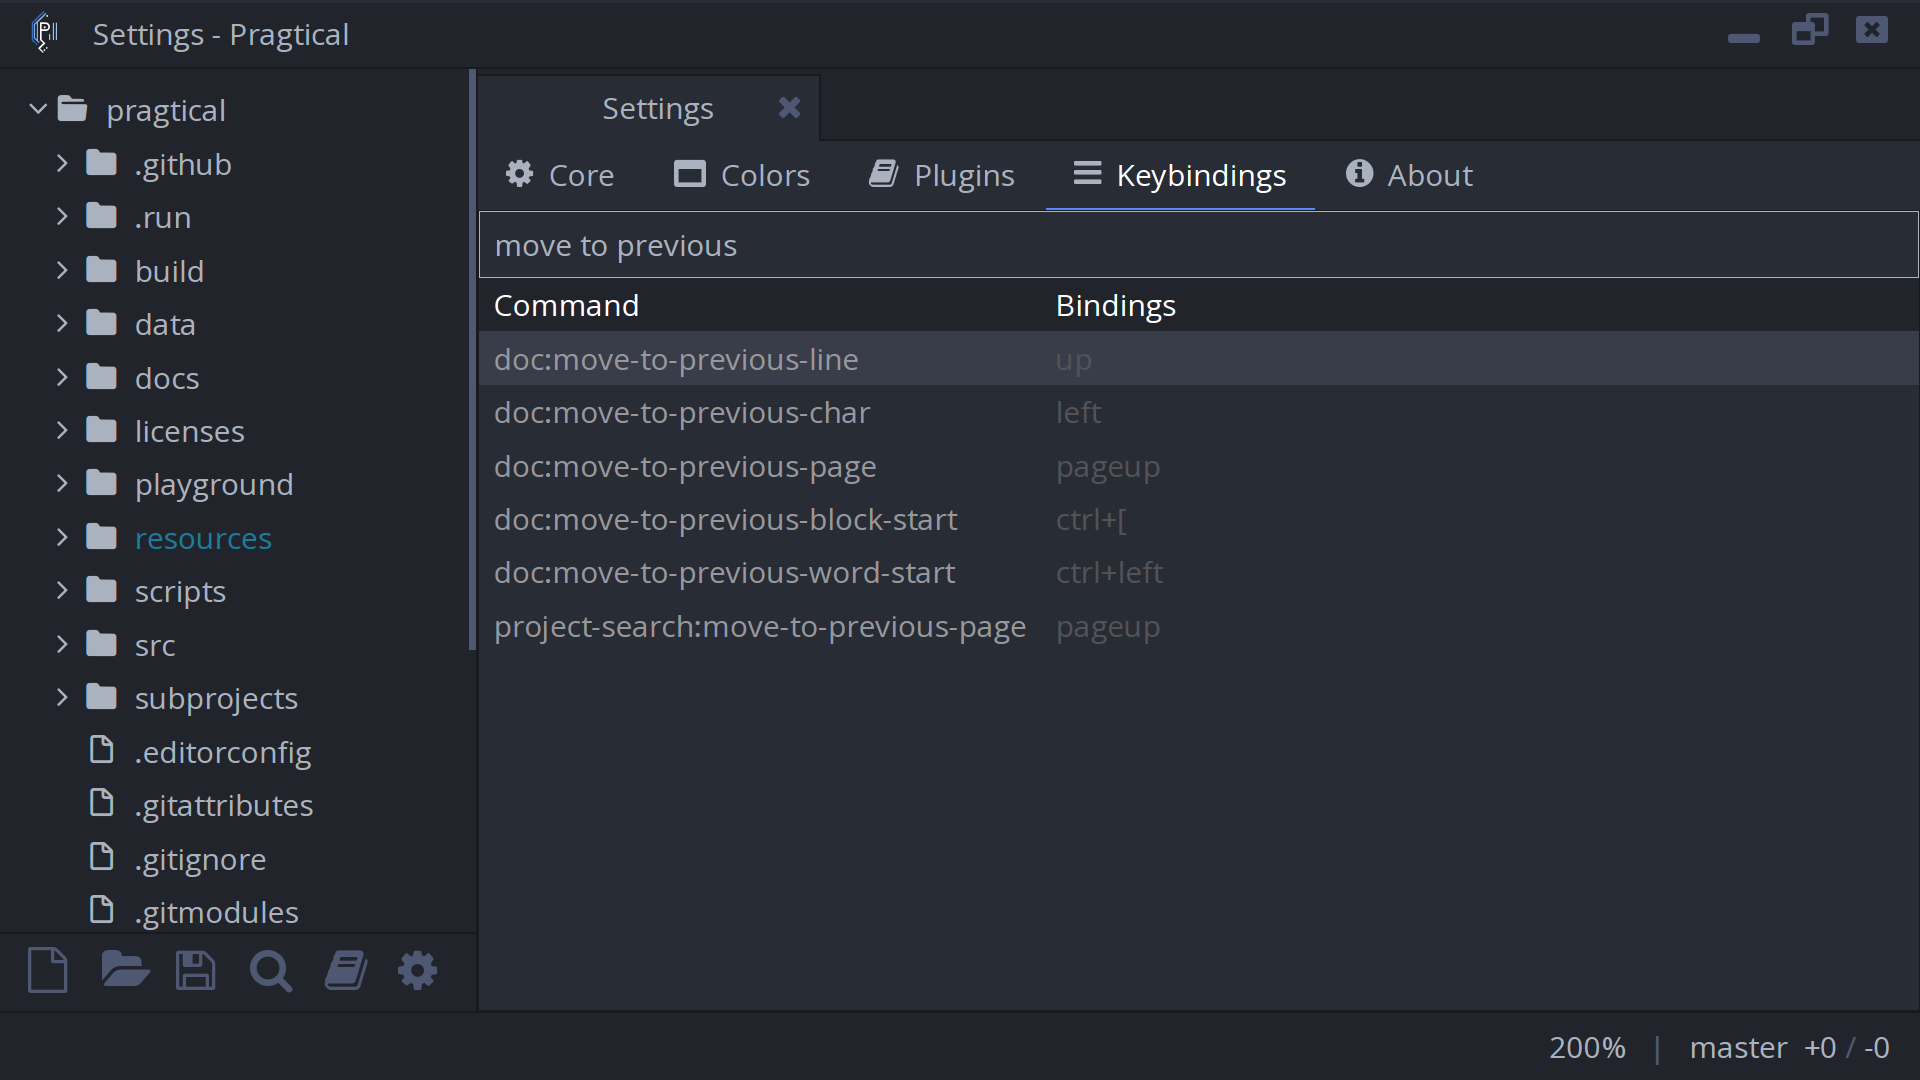 Settings - Pragtical
pragtical
.github
.run
build
data
docs
licenses
playground
resources
scripts
src
subprojects
.editorconfig
.gitattributes
.gitignore
.gitmodules
Settings
Core Colors Plugins Keybindings About
move to previous
Command Bindings
doc:move-to-previous-line up
doc:move-to-previous-char left
doc:move-to-previous-page pageup
doc:move-to-previous-block-start ctrl+[
doc:move-to-previous-word-start ctrl+left
project-search:move-to-previous-page pageup
200% | master +0 / -0